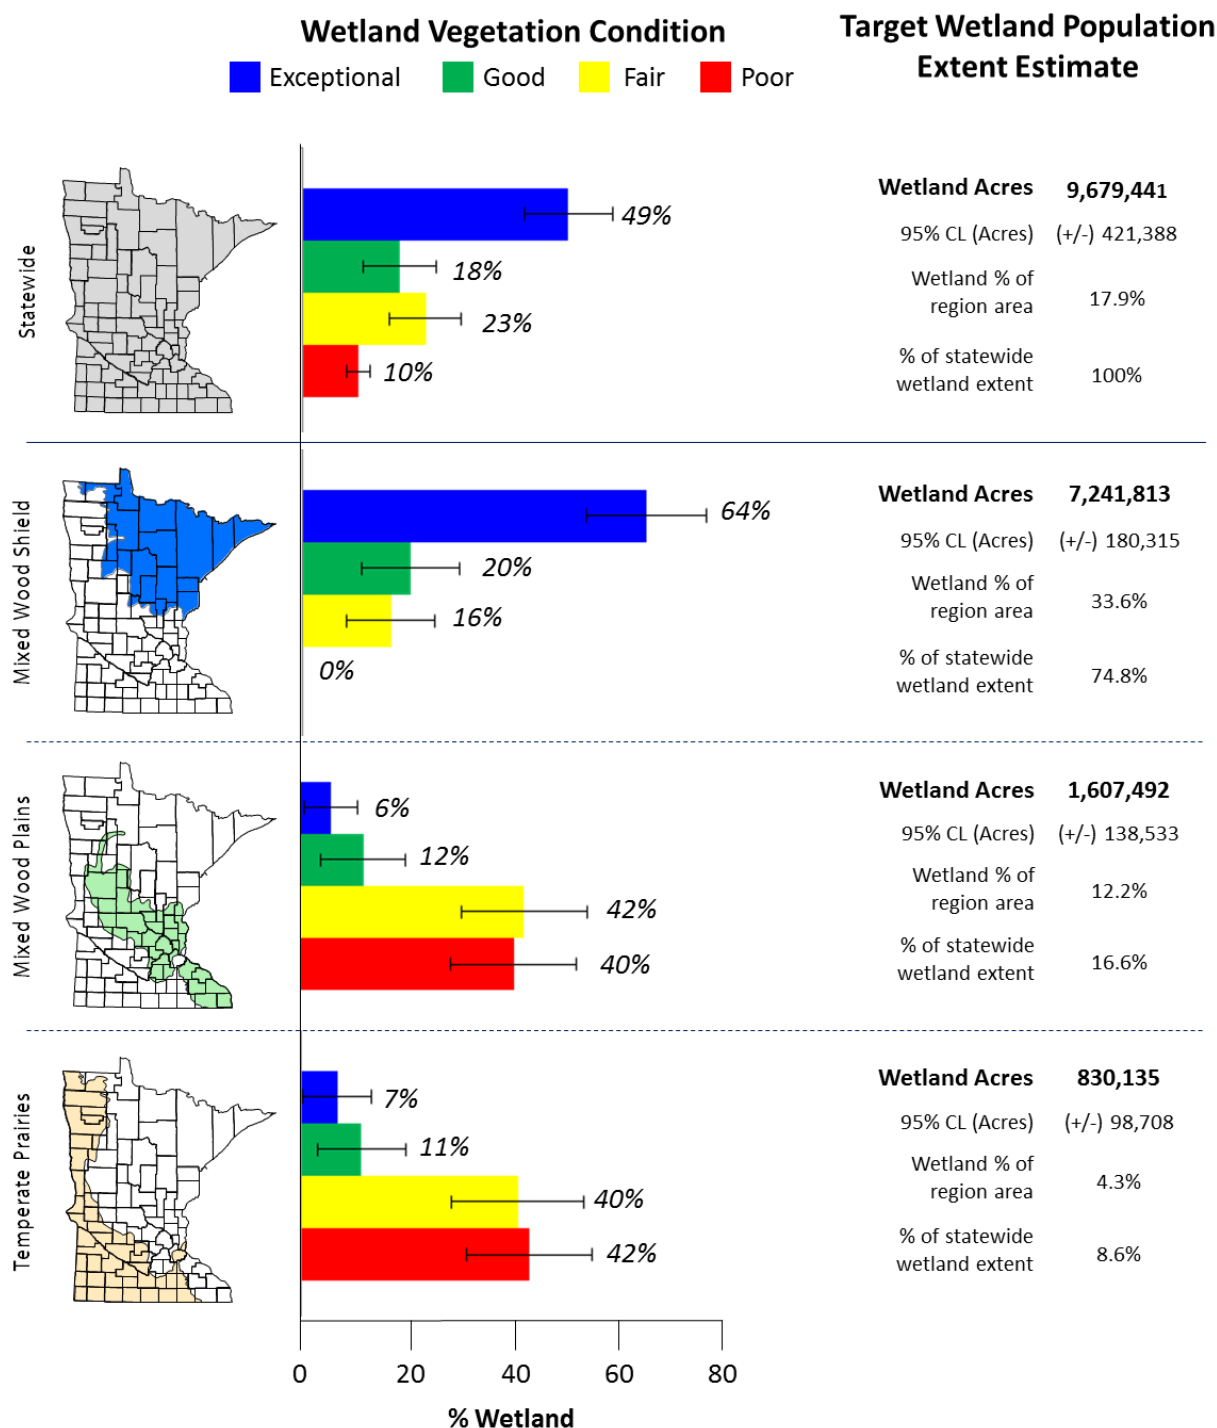 Wetland Vegetation Condition
Exceptional Good Fair Poor
Target Wetland Population
Extent Estimate
Statewide
49%
18%
23%
10%
Wetland Acres 9,679,441
95% CL (Acres) (+/-) 421,388
Wetland % of
region area 17.9%
% of statewide
wetland extent 100%
Mixed Wood Shield
64%
20%
16%
0%
Wetland Acres 7,241,813
95% CL (Acres) (+/-) 180,315
Wetland % of
region area 33.6%
% of statewide
wetland extent 74.8%
Mixed Wood Plains
6%
12%
42%
40%
Wetland Acres 1,607,492
95% CL (Acres) (+/-) 138,533
Wetland % of
region area 12.2%
% of statewide
wetland extent 16.6%
Temperate Prairies
7%
11%
40%
42%
Wetland Acres 830,135
95% CL (Acres) (+/-) 98,708
Wetland % of
region area 4.3%
% of statewide
wetland extent 8.6%
0 20 40 60 80
% Wetland